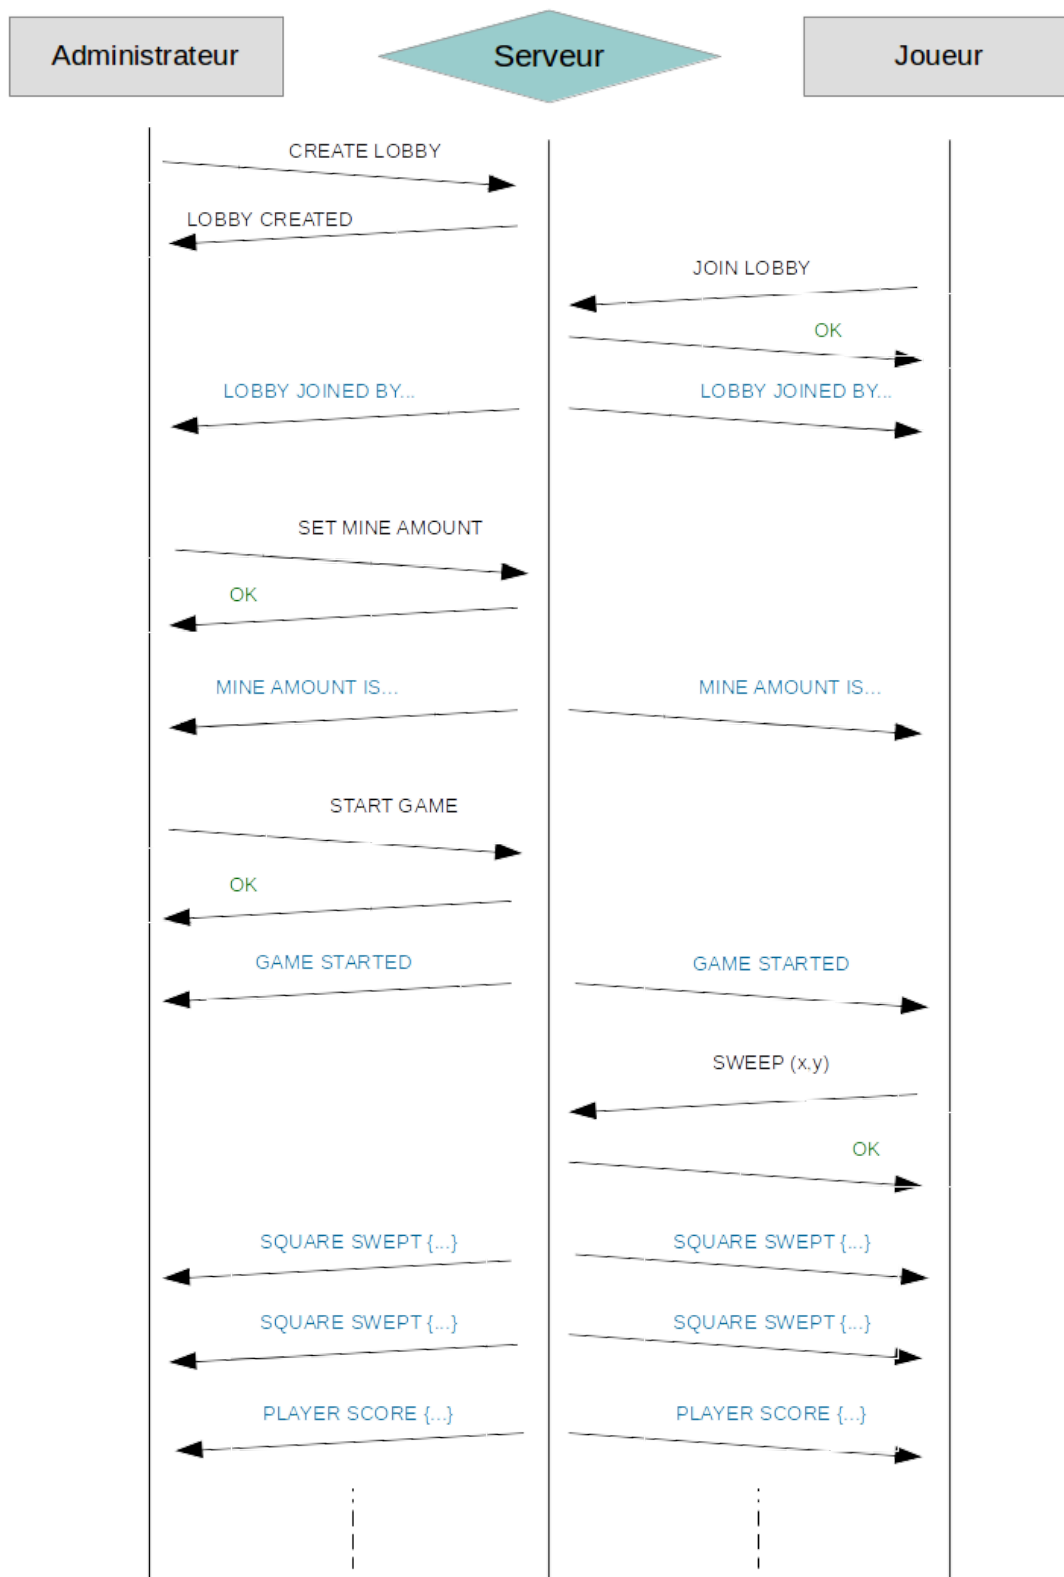 Administrateur
Serveur
Joueur
CREATE LOBBY
LOBBY CREATED
JOIN LOBBY
OK
LOBBY JOINED BY...
LOBBY JOINED BY...
SET MINE AMOUNT
OK
MINE AMOUNT IS...
MINE AMOUNT IS...
START GAME
OK
GAME STARTED
GAME STARTED
SWEEP (x,y)
OK
SQUARE SWEPT {...}
SQUARE SWEPT {...}
SQUARE SWEPT {...}
SQUARE SWEPT {...}
PLAYER SCORE {...}
PLAYER SCORE {...}